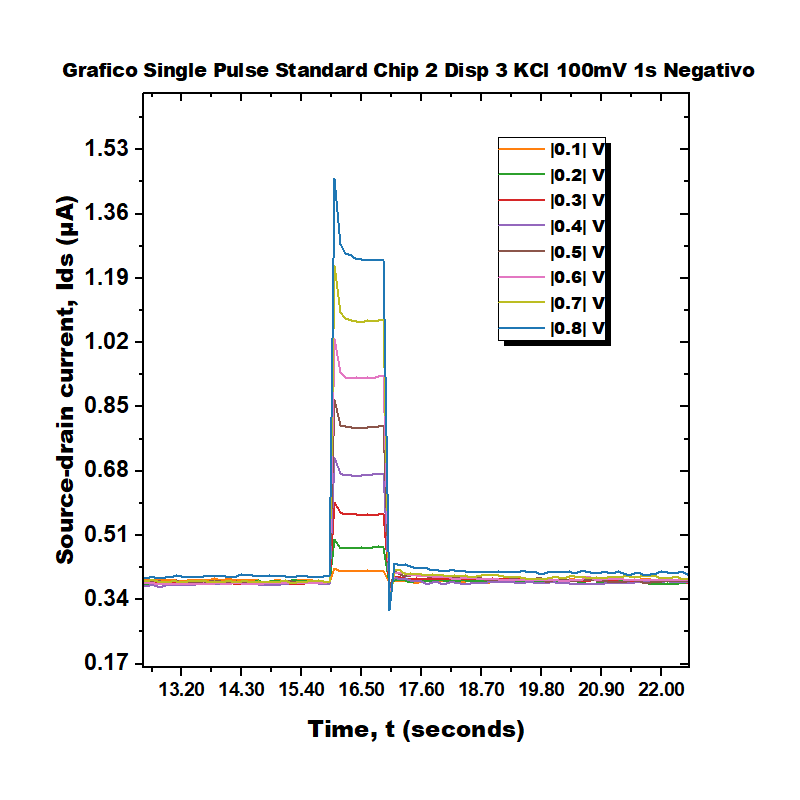 Grafico Single Pulse Standard Chip 2 Disp 3 KCl 100mV 1s Negativo
1.53
1.36
1.19
1.02
0.85
0.68
0.51
0.34
0.17
Source-drain current, Ids (µA)
|0.1| V
|0.2| V
|0.3| V
|0.4| V
|0.5| V
|0.6| V
|0.7| V
|0.8| V
13.20 14.30 15.40 16.50 17.60 18.70 19.80 20.90 22.00
Time, t (seconds)